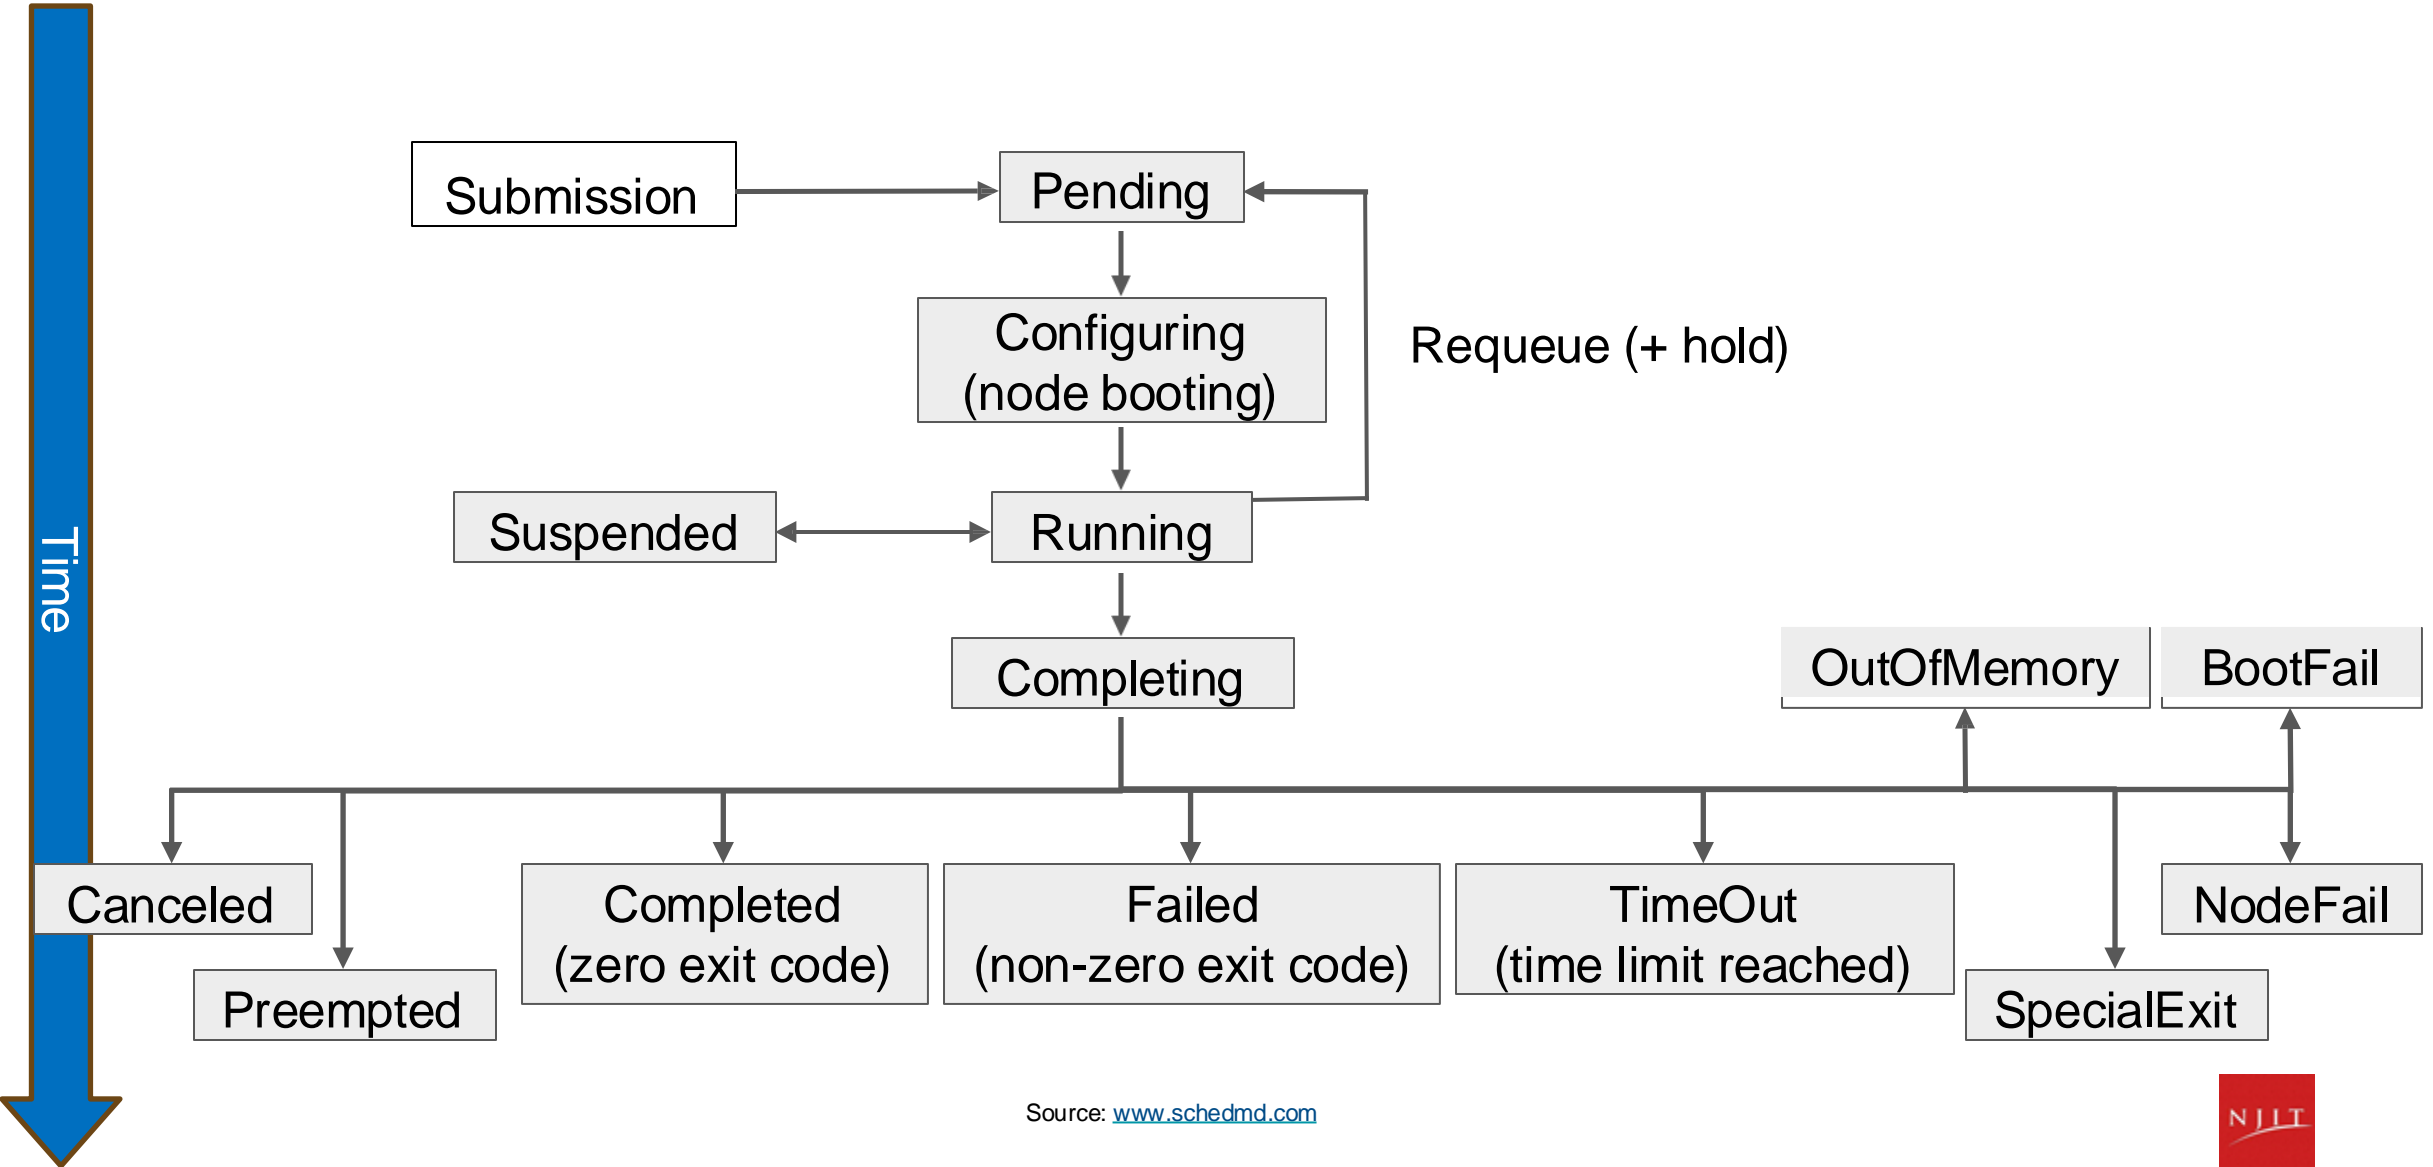 Submission
Pending
Configuring
(node booting)
Requeue (+ hold)
Suspended
Running
Time
Completing
OutOfMemory
BootFail
Canceled
Completed
(zero exit code)
Failed
(non-zero exit code)
TimeOut
(time limit reached)
NodeFail
Preempted
SpecialExit
Source: www.schedmd.com
NJIT